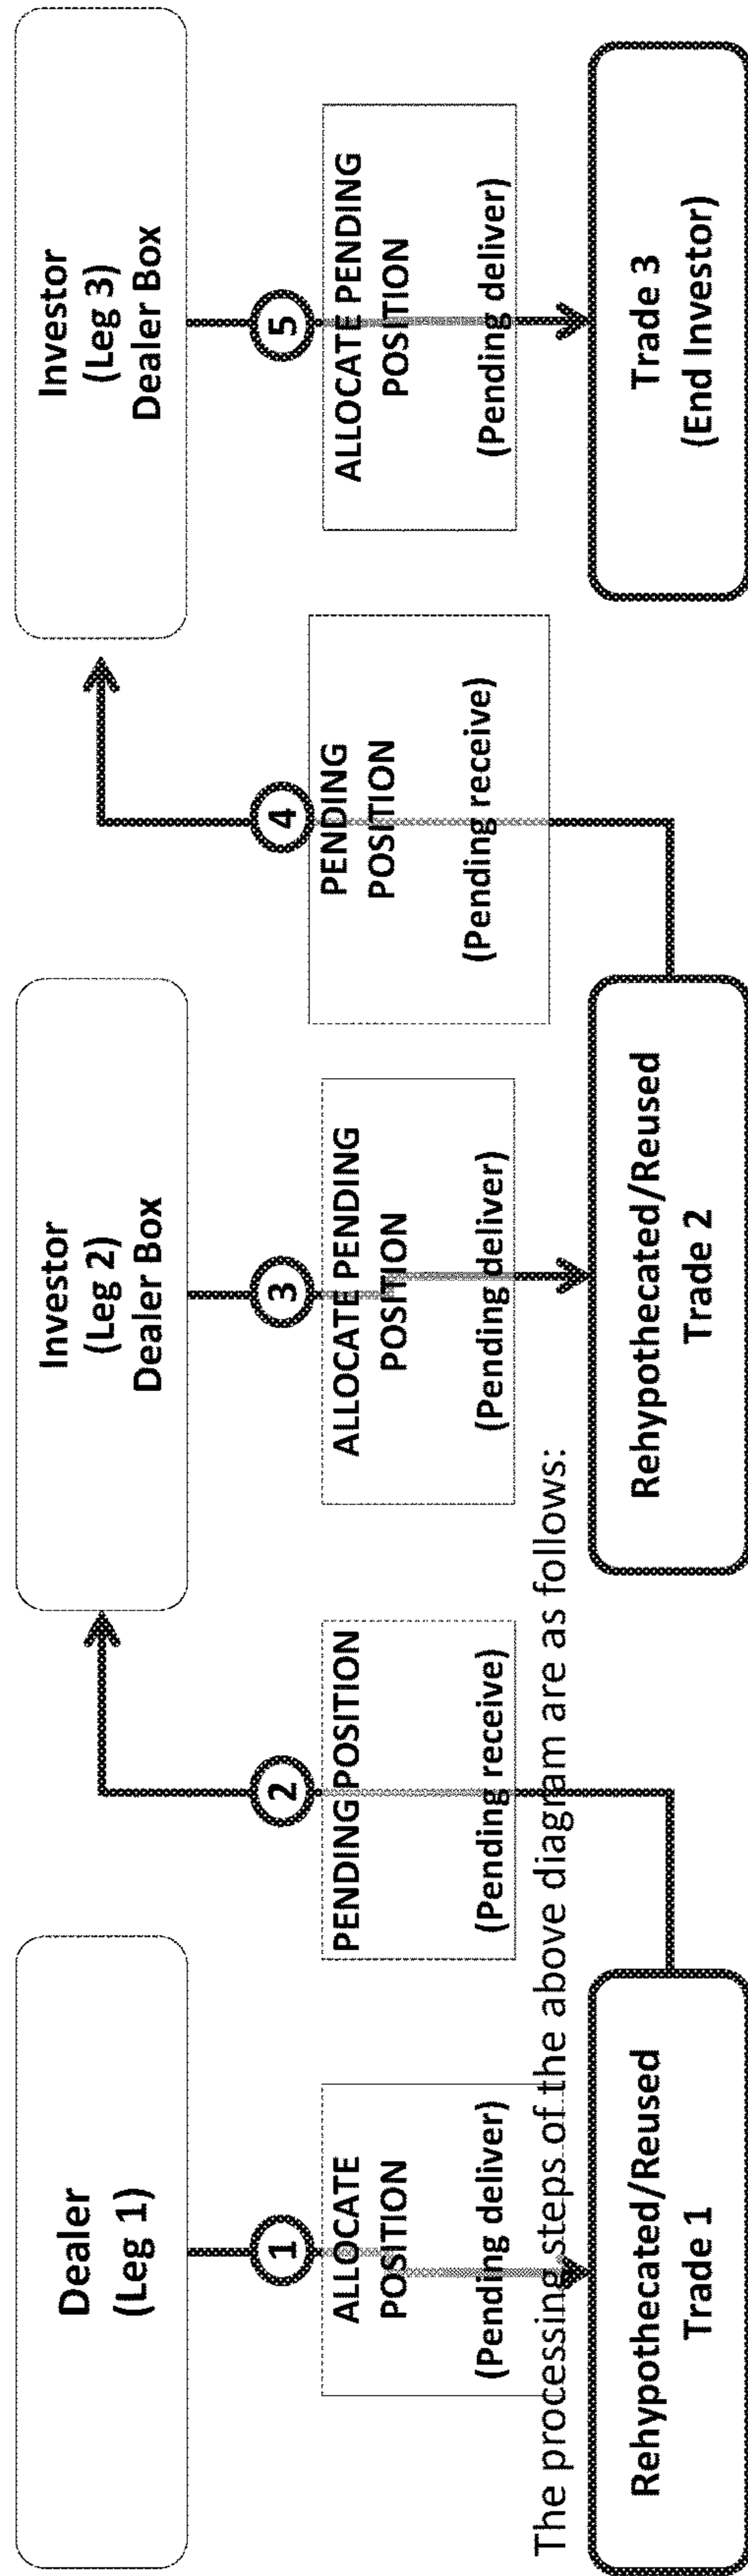 Dealer
(Leg 1)
1
ALLOCATE
POSITION
(Pending deliver)
Rehypothecated/Reused
Trade 1
2
PENDING POSITION
(Pending receive)
Investor
(Leg 2)
Dealer Box
3
ALLOCATE PENDING
POSITION
(Pending deliver)
Rehypothecated/Reused
Trade 2
4
PENDING
POSITION
(Pending receive)
Investor
(Leg 3)
Dealer Box
5
ALLOCATE PENDING
POSITION
(Pending deliver)
Trade 3
(End Investor)
The processing steps of the above diagram are as follows: